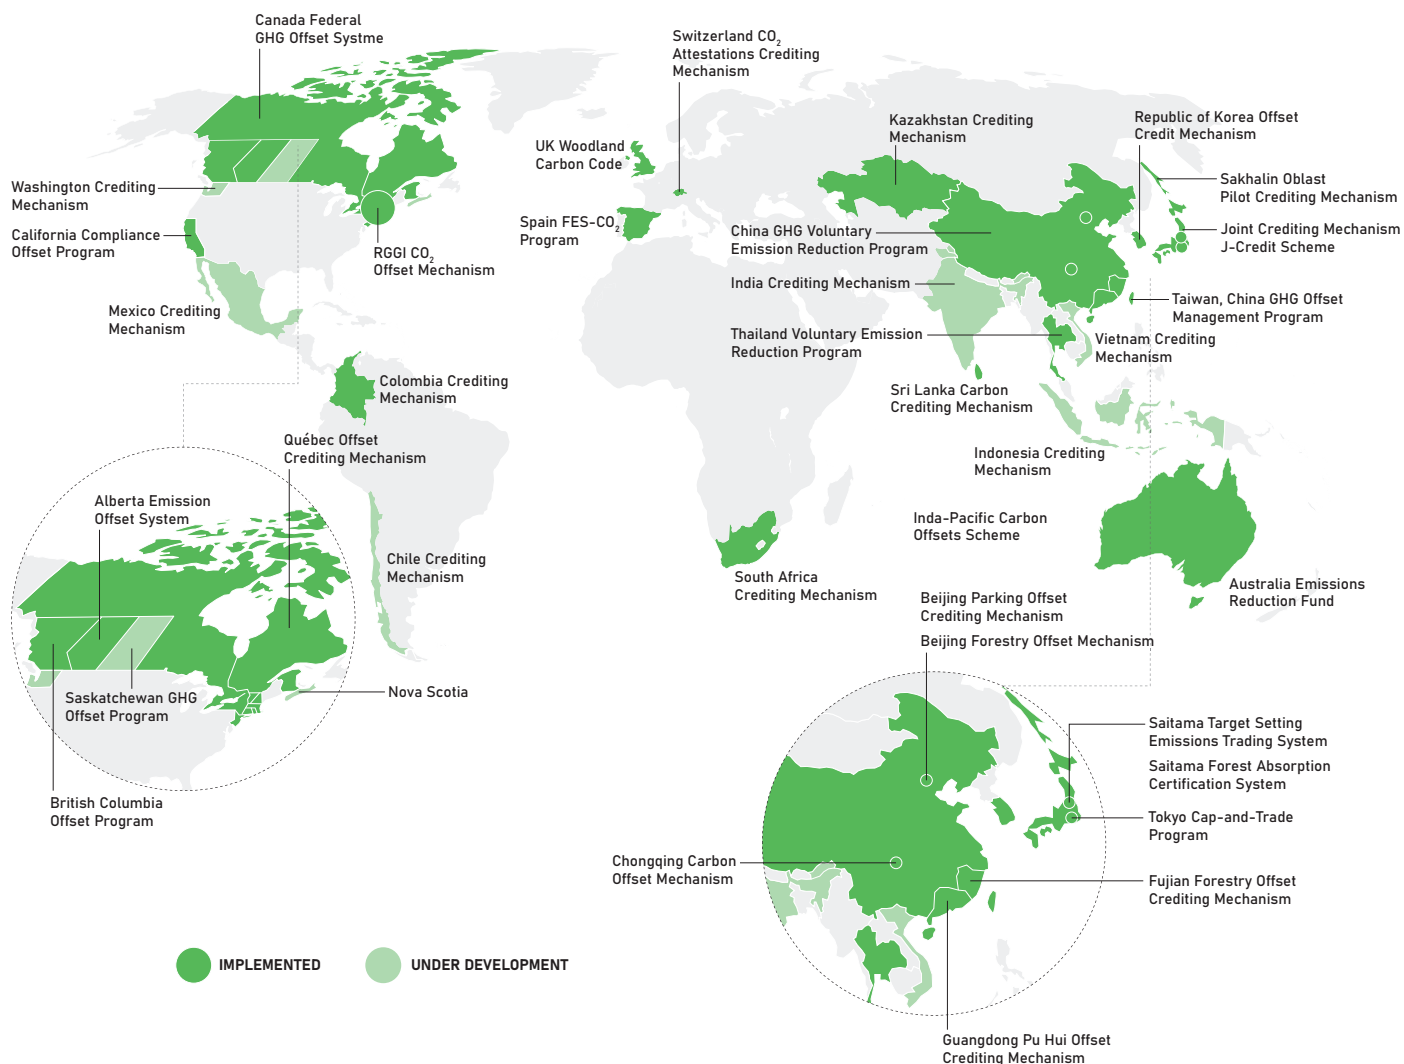 Canada Federal
GHG Offset Systme
Switzerland CO₂
Attestations Crediting
Mechanism
Kazakhstan Crediting
Mechanism
Republic of Korea Offset
Credit Mechanism
UK Woodland
Carbon Code
Washington Crediting
Mechanism
Sakhalin Oblast
Pilot Crediting Mechanism
California Compliance
Offset Program
RGGI CO₂
Offset Mechanism
Spain FES-CO₂
Program
China GHG Voluntary
Emission Reduction Program
Joint Crediting Mechanism
J-Credit Scheme
India Crediting Mechanism
Mexico Crediting
Mechanism
Taiwan, China GHG Offset
Management Program
Thailand Voluntary Emission
Reduction Program
Vietnam Crediting
Mechanism
Colombia Crediting
Mechanism
Sri Lanka Carbon
Crediting Mechanism
Québec Offset
Crediting Mechanism
Indonesia Crediting
Mechanism
Alberta Emission
Offset System
Inda-Pacific Carbon
Offsets Scheme
Chile Crediting
Mechanism
South Africa
Crediting Mechanism
Australia Emissions
Reduction Fund
Beijing Parking Offset
Crediting Mechanism
Beijing Forestry Offset Mechanism
Saskatchewan GHG
Offset Program
Nova Scotia
Saitama Target Setting
Emissions Trading System
Saitama Forest Absorption
Certification System
British Columbia
Offset Program
Tokyo Cap-and-Trade
Program
Chongqing Carbon
Offset Mechanism
Fujian Forestry Offset
Crediting Mechanism
IMPLEMENTED
UNDER DEVELOPMENT
Guangdong Pu Hui Offset
Crediting Mechanism